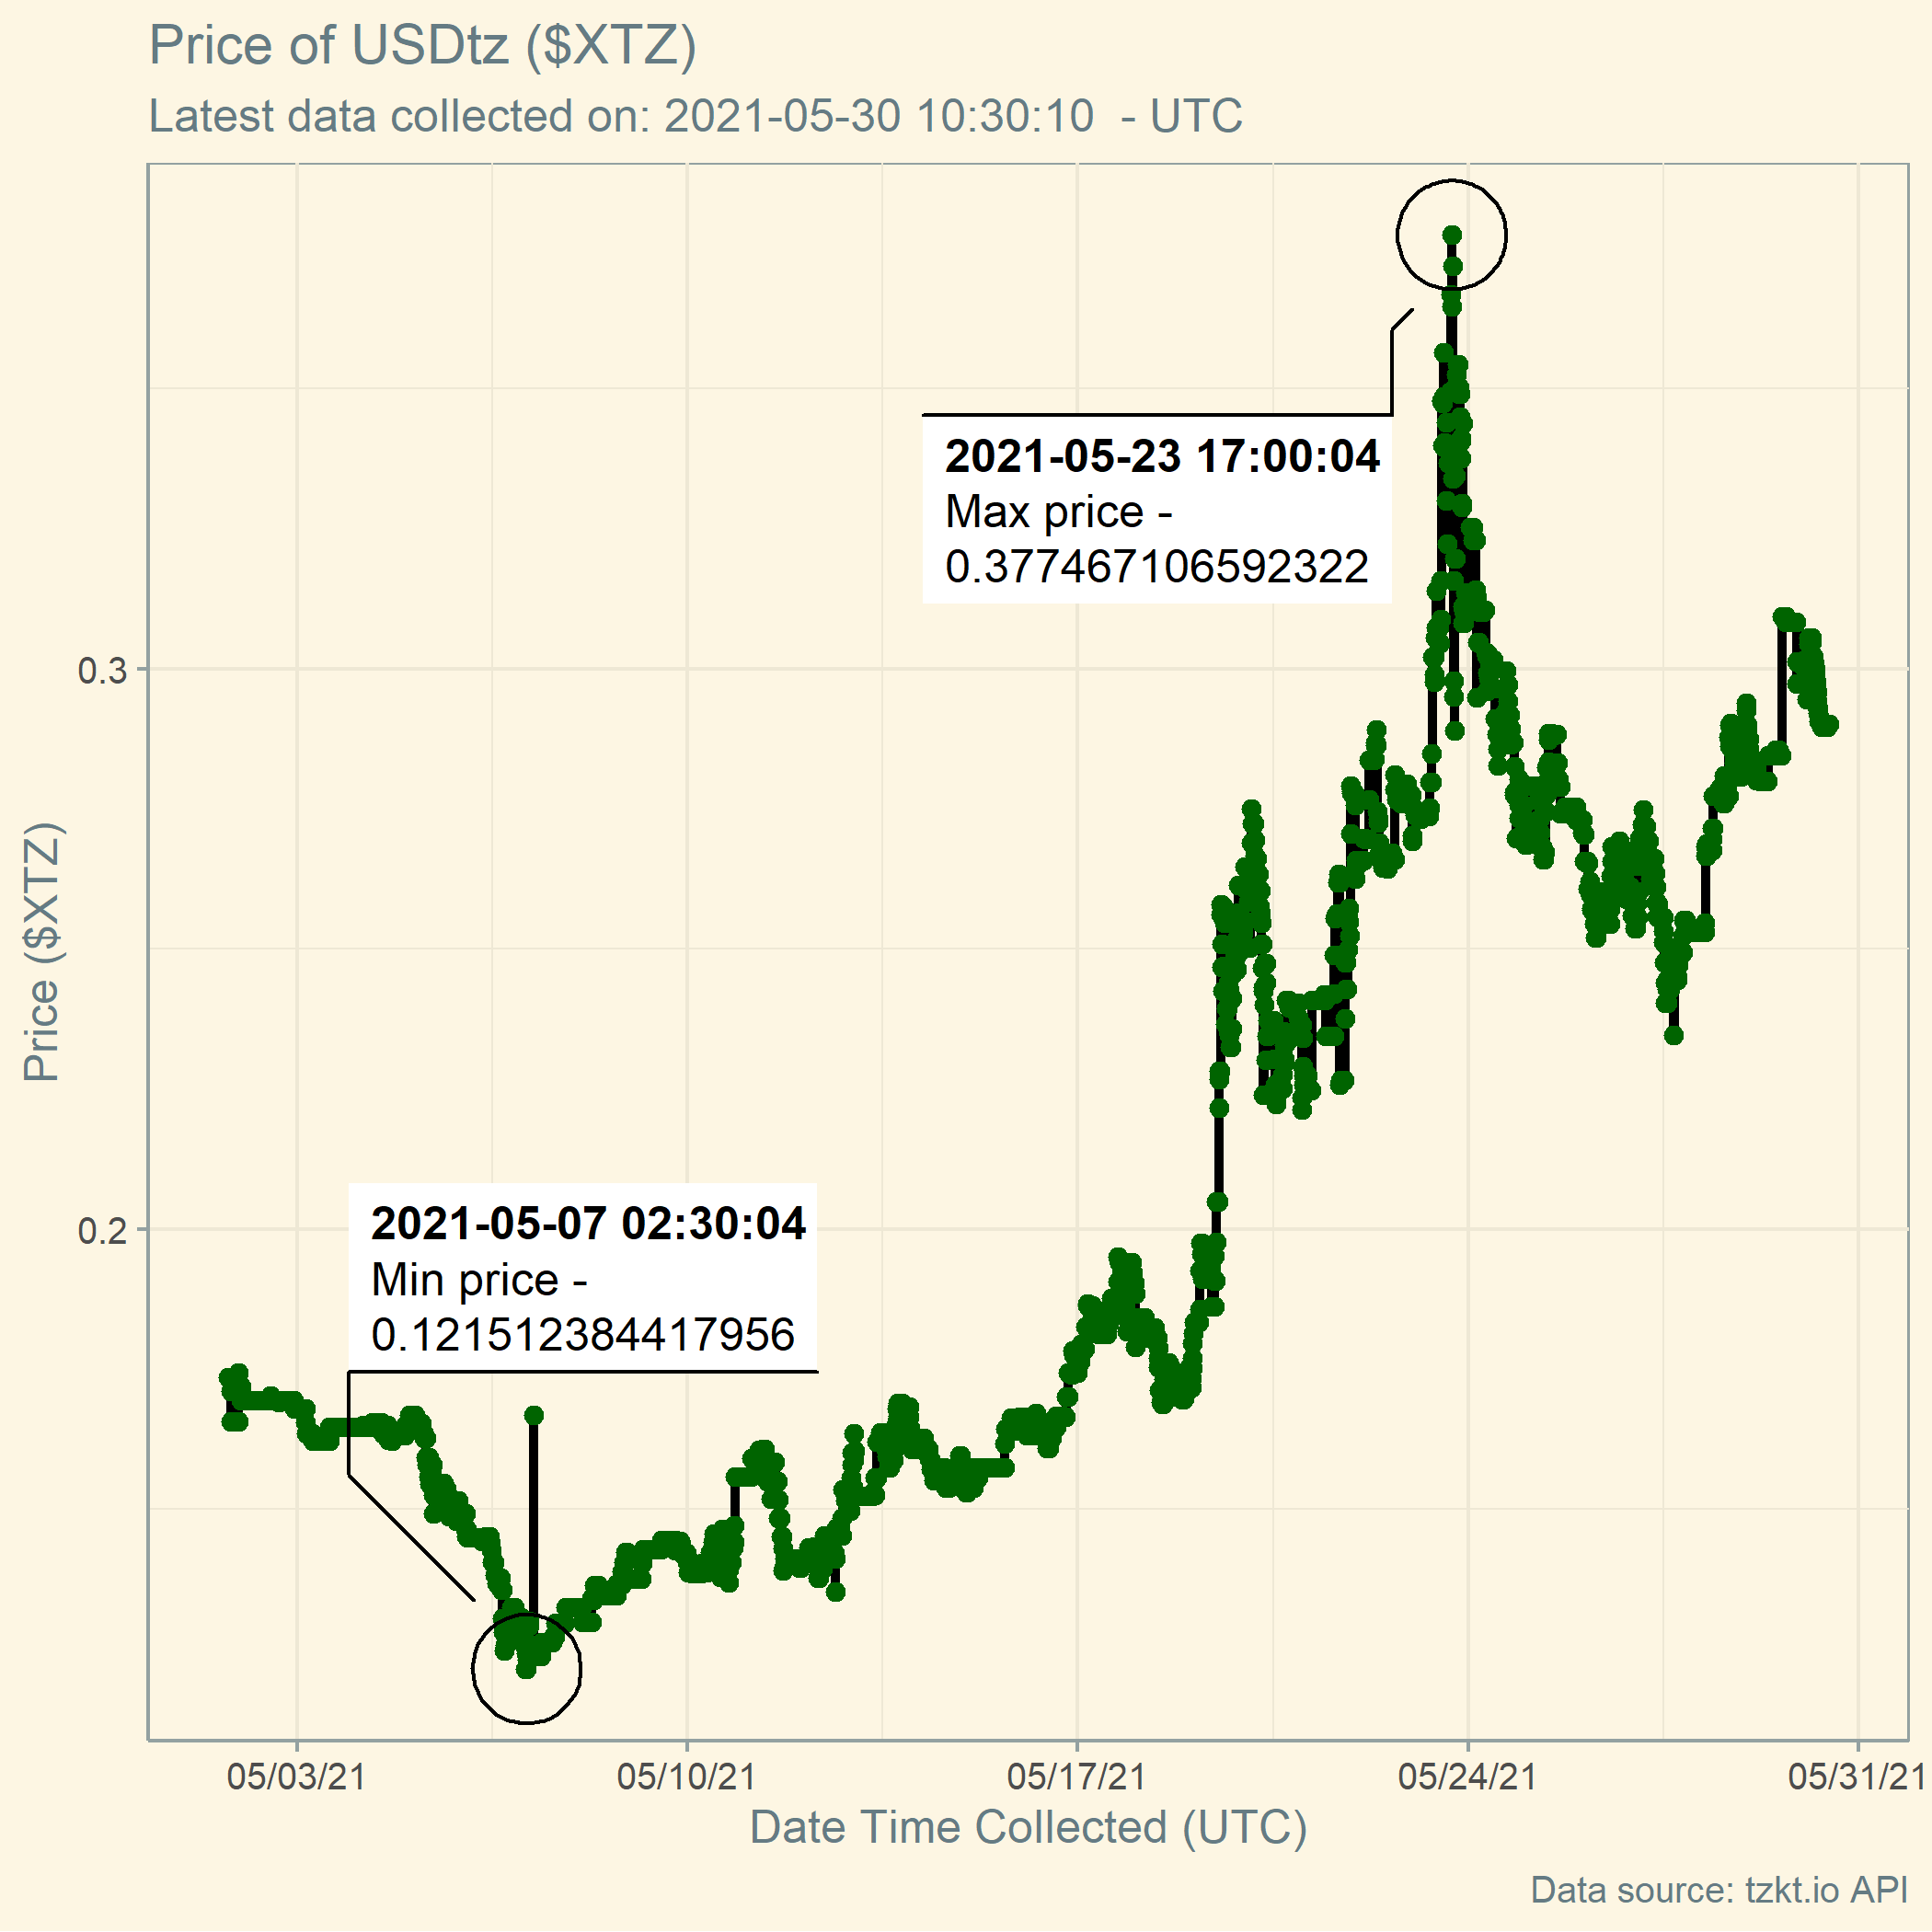 Price of USDtz ($XTZ)
Latest data collected on: 2021-05-30 10:30:10  - UTC
2021-05-23 17:00:04
Max price -
0.377467106592322
0.3
Price ($XTZ)
0.2
2021-05-07 02:30:04
Min price -
0.121512384417956
05/03/21
05/10/21
05/17/21
05/24/21
05/31/21
Date Time Collected (UTC)
Data source: tzkt.io API